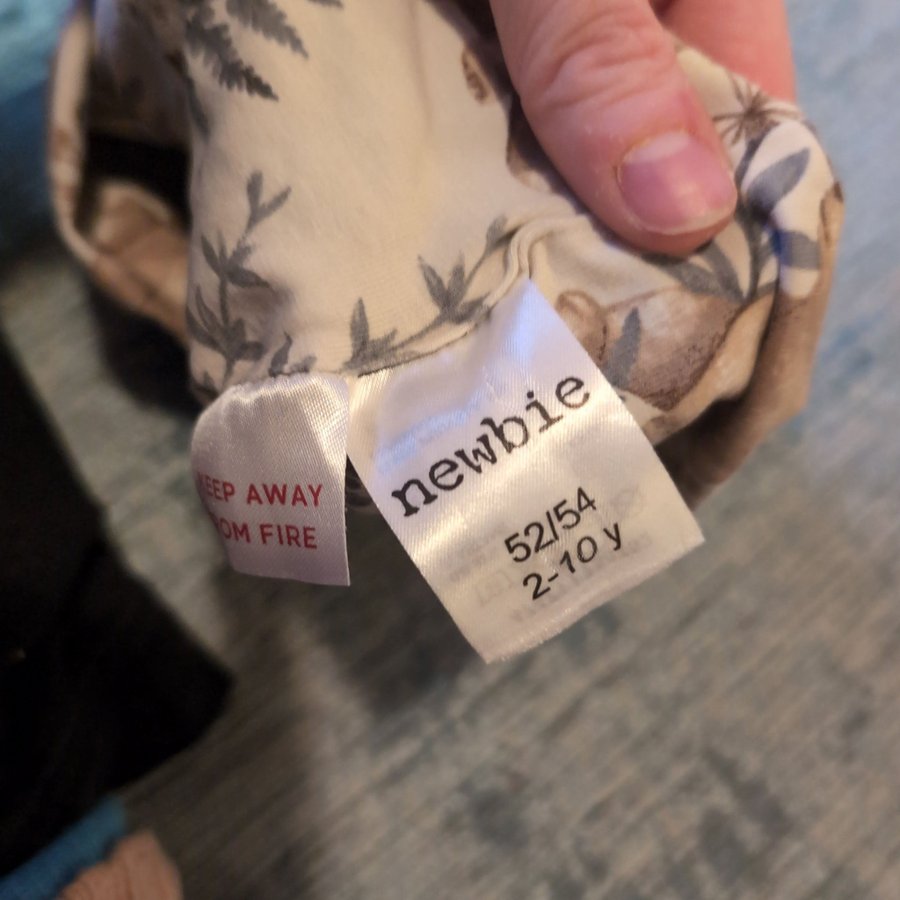 EEP AWAY
OM FIRE
newbie
52/54
2-10 y